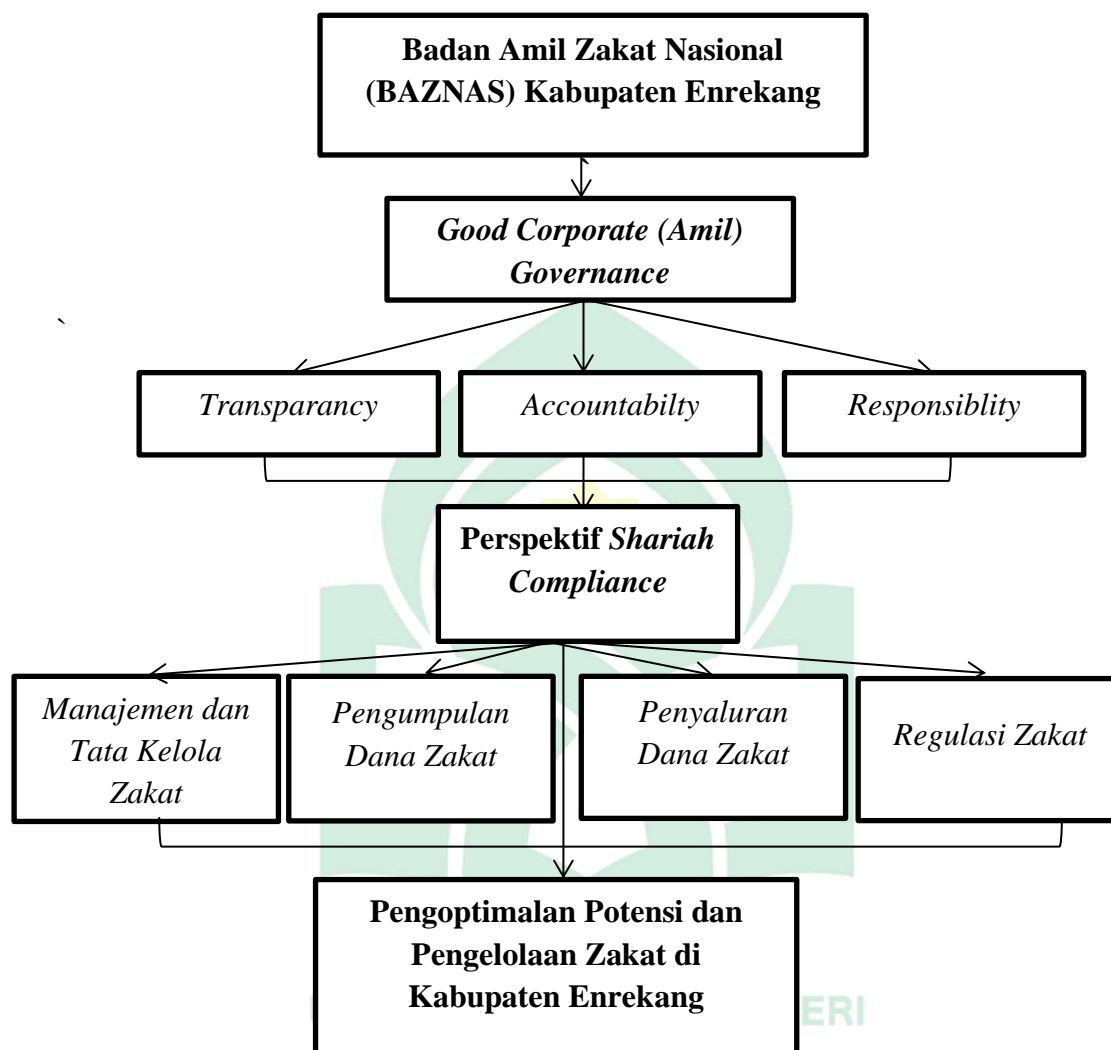 Badan Amil Zakat Nasional
(BAZNAS) Kabupaten Enrekang
Good Corporate (Amil)
Governance
Transparancy
Accountabilty
Responsiblity
Perspektif Shariah
Compliance
Manajemen dan
Tata Kelola
Zakat
Pengumpulan
Dana Zakat
Penyaluran
Dana Zakat
Regulasi Zakat
Pengoptimalan Potensi dan
Pengelolaan Zakat di
Kabupaten Enrekang
ERI